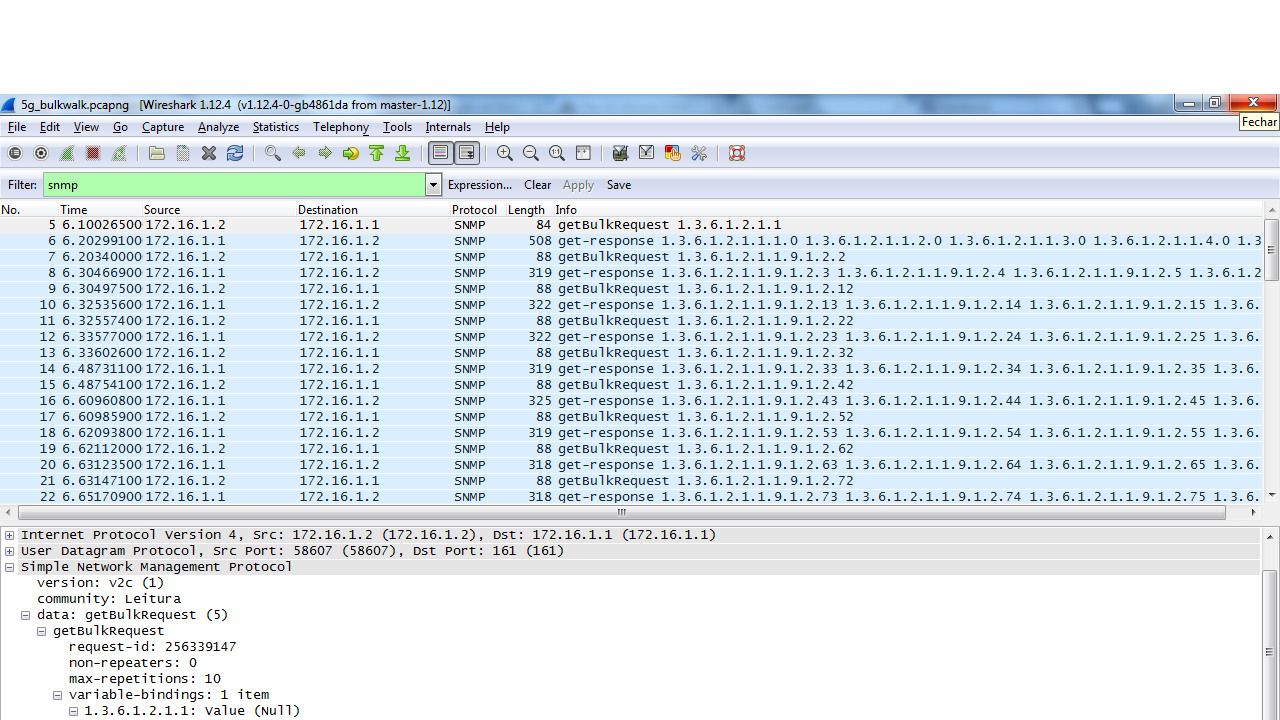 5g_bulkwalk.pcapng [Wireshark 1.12.4 (v1.12.4-0-gb4861da from master-1.12)]
Fechar
File Edit View Go Capture Analyze Statistics Telephony Tools Internals Help
Filter: snmp Expression... Clear Apply Save
No. Time Source Destination Protocol Length Info
5 6.10026500 172.16.1.2 172.16.1.1 SNMP 84 getBulkRequest 1.3.6.1.2.1.1
6 6.20299100 172.16.1.1 172.16.1.2 SNMP 508 get-response 1.3.6.1.2.1.1.1.0 1.3.6.1.2.1.1.2.0 1.3.6.1.2.1.1.3.0 1.3.6.1.2.1.1.4.0 1.3
7 6.20340000 172.16.1.2 172.16.1.1 SNMP 88 getBulkRequest 1.3.6.1.2.1.1.9.1.2.2
8 6.30466900 172.16.1.1 172.16.1.2 SNMP 319 get-response 1.3.6.1.2.1.1.9.1.2.3 1.3.6.1.2.1.1.9.1.2.4 1.3.6.1.2.1.1.9.1.2.5 1.3.6.1.2
9 6.30497500 172.16.1.2 172.16.1.1 SNMP 88 getBulkRequest 1.3.6.1.2.1.1.9.1.2.12
10 6.32535600 172.16.1.1 172.16.1.2 SNMP 322 get-response 1.3.6.1.2.1.1.9.1.2.13 1.3.6.1.2.1.1.9.1.2.14 1.3.6.1.2.1.1.9.1.2.15 1.3.6.
11 6.32557400 172.16.1.2 172.16.1.1 SNMP 88 getBulkRequest 1.3.6.1.2.1.1.9.1.2.22
12 6.33577000 172.16.1.1 172.16.1.2 SNMP 322 get-response 1.3.6.1.2.1.1.9.1.2.23 1.3.6.1.2.1.1.9.1.2.24 1.3.6.1.2.1.1.9.1.2.25 1.3.6.
13 6.33602600 172.16.1.2 172.16.1.1 SNMP 88 getBulkRequest 1.3.6.1.2.1.1.9.1.2.32
14 6.48731100 172.16.1.1 172.16.1.2 SNMP 319 get-response 1.3.6.1.2.1.1.9.1.2.33 1.3.6.1.2.1.1.9.1.2.34 1.3.6.1.2.1.1.9.1.2.35 1.3.6.
15 6.48754100 172.16.1.2 172.16.1.1 SNMP 88 getBulkRequest 1.3.6.1.2.1.1.9.1.2.42
16 6.60960800 172.16.1.1 172.16.1.2 SNMP 325 get-response 1.3.6.1.2.1.1.9.1.2.43 1.3.6.1.2.1.1.9.1.2.44 1.3.6.1.2.1.1.9.1.2.45 1.3.6.
17 6.60985900 172.16.1.2 172.16.1.1 SNMP 88 getBulkRequest 1.3.6.1.2.1.1.9.1.2.52
18 6.62093800 172.16.1.1 172.16.1.2 SNMP 319 get-response 1.3.6.1.2.1.1.9.1.2.53 1.3.6.1.2.1.1.9.1.2.54 1.3.6.1.2.1.1.9.1.2.55 1.3.6.
19 6.62112000 172.16.1.2 172.16.1.1 SNMP 88 getBulkRequest 1.3.6.1.2.1.1.9.1.2.62
20 6.63123500 172.16.1.1 172.16.1.2 SNMP 318 get-response 1.3.6.1.2.1.1.9.1.2.63 1.3.6.1.2.1.1.9.1.2.64 1.3.6.1.2.1.1.9.1.2.65 1.3.6.
21 6.63147100 172.16.1.2 172.16.1.1 SNMP 88 getBulkRequest 1.3.6.1.2.1.1.9.1.2.72
22 6.65170900 172.16.1.1 172.16.1.2 SNMP 318 get-response 1.3.6.1.2.1.1.9.1.2.73 1.3.6.1.2.1.1.9.1.2.74 1.3.6.1.2.1.1.9.1.2.75 1.3.6.
Internet Protocol Version 4, Src: 172.16.1.2 (172.16.1.2), Dst: 172.16.1.1 (172.16.1.1)
User Datagram Protocol, Src Port: 58607 (58607), Dst Port: 161 (161)
Simple Network Management Protocol
version: v2c (1)
community: Leitura
data: getBulkRequest (5)
getBulkRequest
request-id: 256339147
non-repeaters: 0
max-repetitions: 10
variable-bindings: 1 item
1.3.6.1.2.1.1: Value (Null)